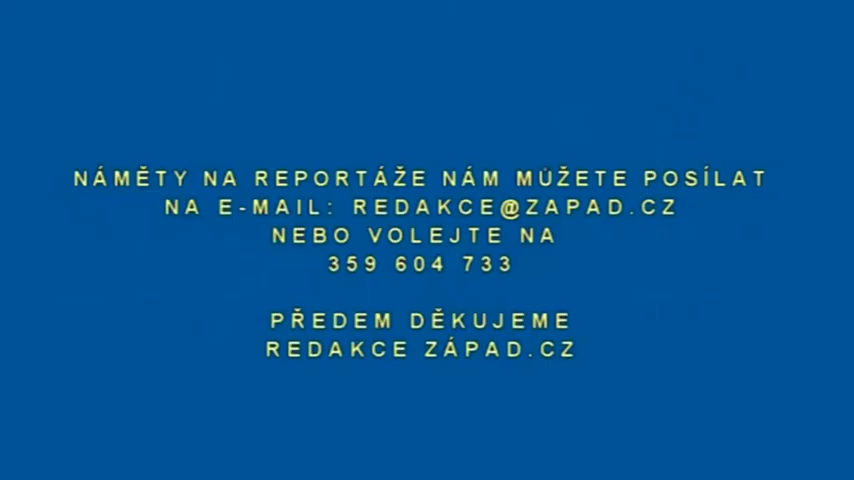 NÁMĚTY NA REPORTÁŽE NÁM MŮŽETE POSÍLAT
NA E-MAIL: REDAKCE@ZAPAD.CZ
NEBO VOLEJTE NA
359 604 733
PŘEDEM DĚKUJEME
REDAKCE ZÁPAD.CZ